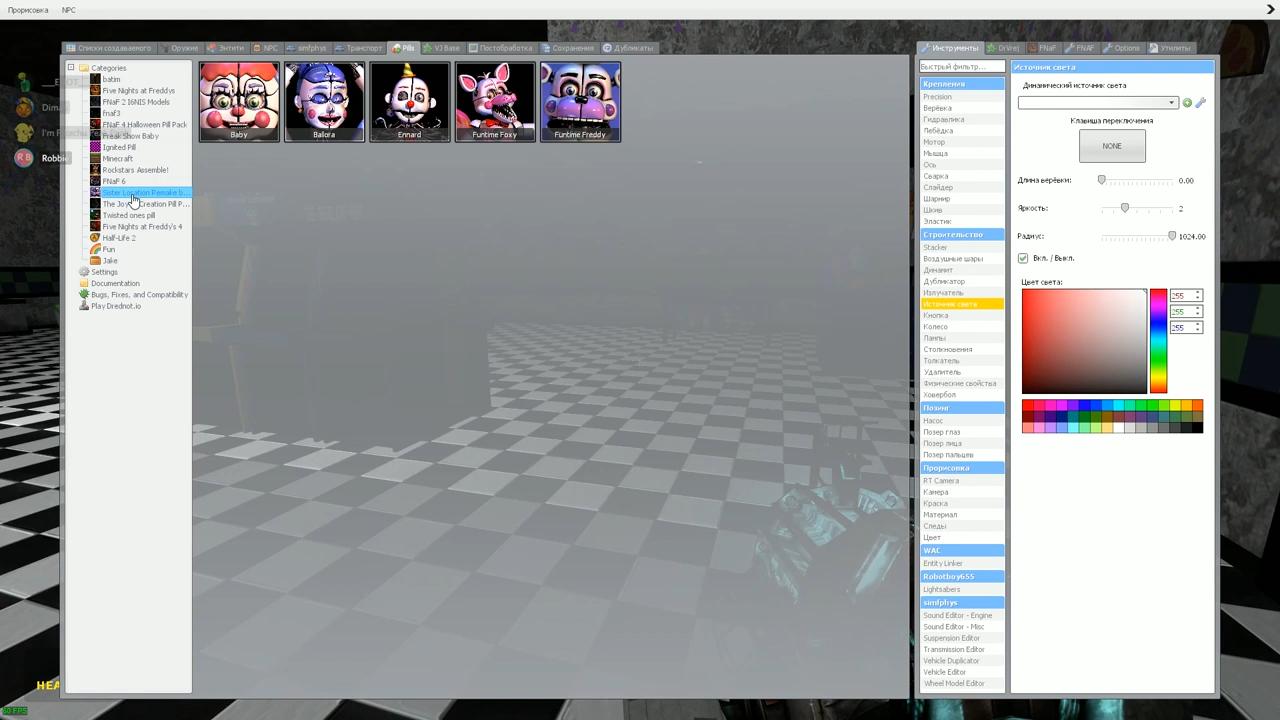 Прорисовка NPC
Списки создаваемого Оружие Энтити NPC simfphys Транспорт Pills VJ Base Постобработка Сохранения Дубликаты
Categories
batim
Five Nights at Freddys
FNaF 2 I6NIS Models
fnaf3
FNaF 4 Halloween Pill Pack
Freak Show Baby
Ignited Pill
Minecraft
Rockstars Assemble!
FNaF 6
Sister Location Remake b...
The Joy Creation Pill P...
Twisted ones pill
Five Nights at Freddy's 4
Half-Life 2
Fun
Jake
Settings
Documentation
Bugs, Fixes, and Compatibility
Play Drednot.io
Dim
I'm
RB Robbie
Baby Ballora Ennard Funtime Foxy Funtime Freddy
HEA
Инструменты DrVrej FNaF FNAF Options Утилиты
Быстрый фильтр...
Крепления
Precision
Верёвка
Гидравлика
Лебёдка
Мотор
Мышца
Ось
Сварка
Слайдер
Шарнир
Шкив
Эластик
Строительство
Stacker
Воздушные шары
Динамит
Дубликатор
Излучатель
Источник света
Кнопка
Колесо
Лампы
Столкновения
Толкатель
Удалитель
Физические свойства
Ховербол
Позинг
Насос
Позер глаз
Позер лица
Позер пальцев
Прорисовка
RT Camera
Камера
Краска
Материал
Следы
Цвет
WAC
Entity Linker
Robotboy655
Lightsabers
simfphys
Sound Editor - Engine
Sound Editor - Misc
Suspension Editor
Transmission Editor
Vehicle Duplicator
Vehicle Editor
Wheel Model Editor
Источник света
Динамический источник света
Клавиша переключения
NONE
Длина верёвки: 0.00
Яркость: 2
Радиус: 1024.00
Вкл. / Выкл.
Цвет света:
255
255
255